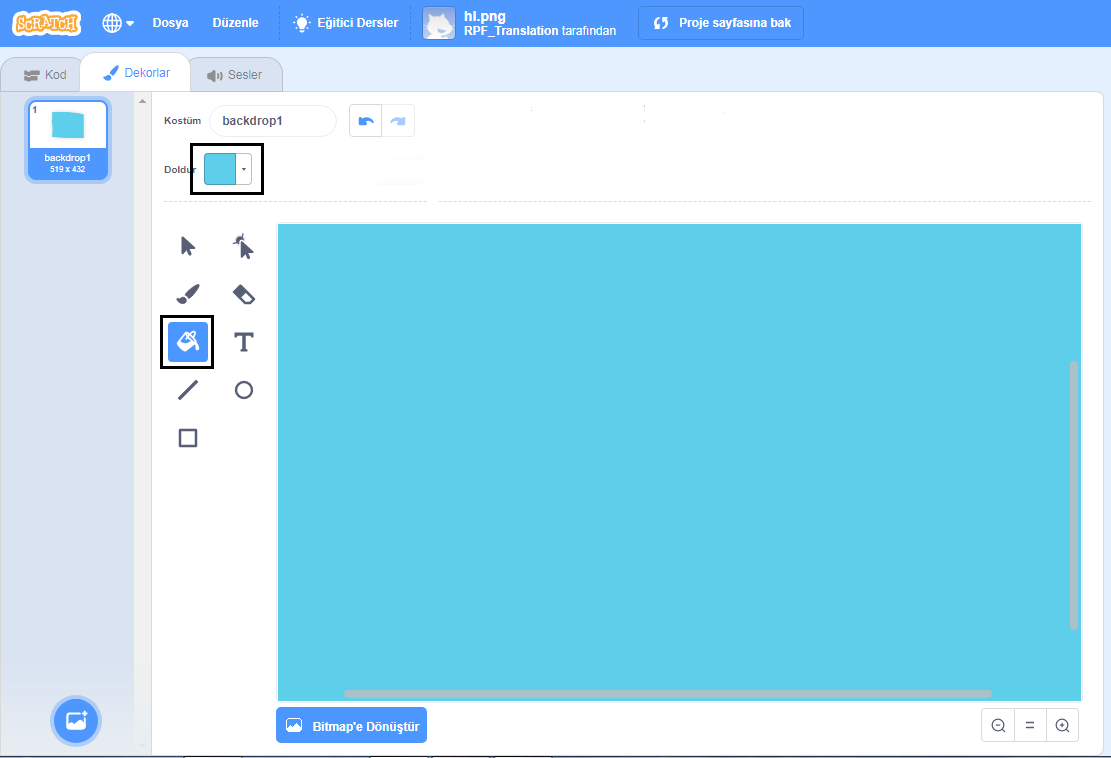 SCRATCH
Dosya
Düzenle
Eğitici Dersler
hl.png
RPF_Translation tarafından
Proje sayfasına bak
Kod
Dekorlar
Sesler
1
backdrop1
519 x 432
Kostüm
backdrop1
Doldur
T
Bitmap'e Dönüştür
=